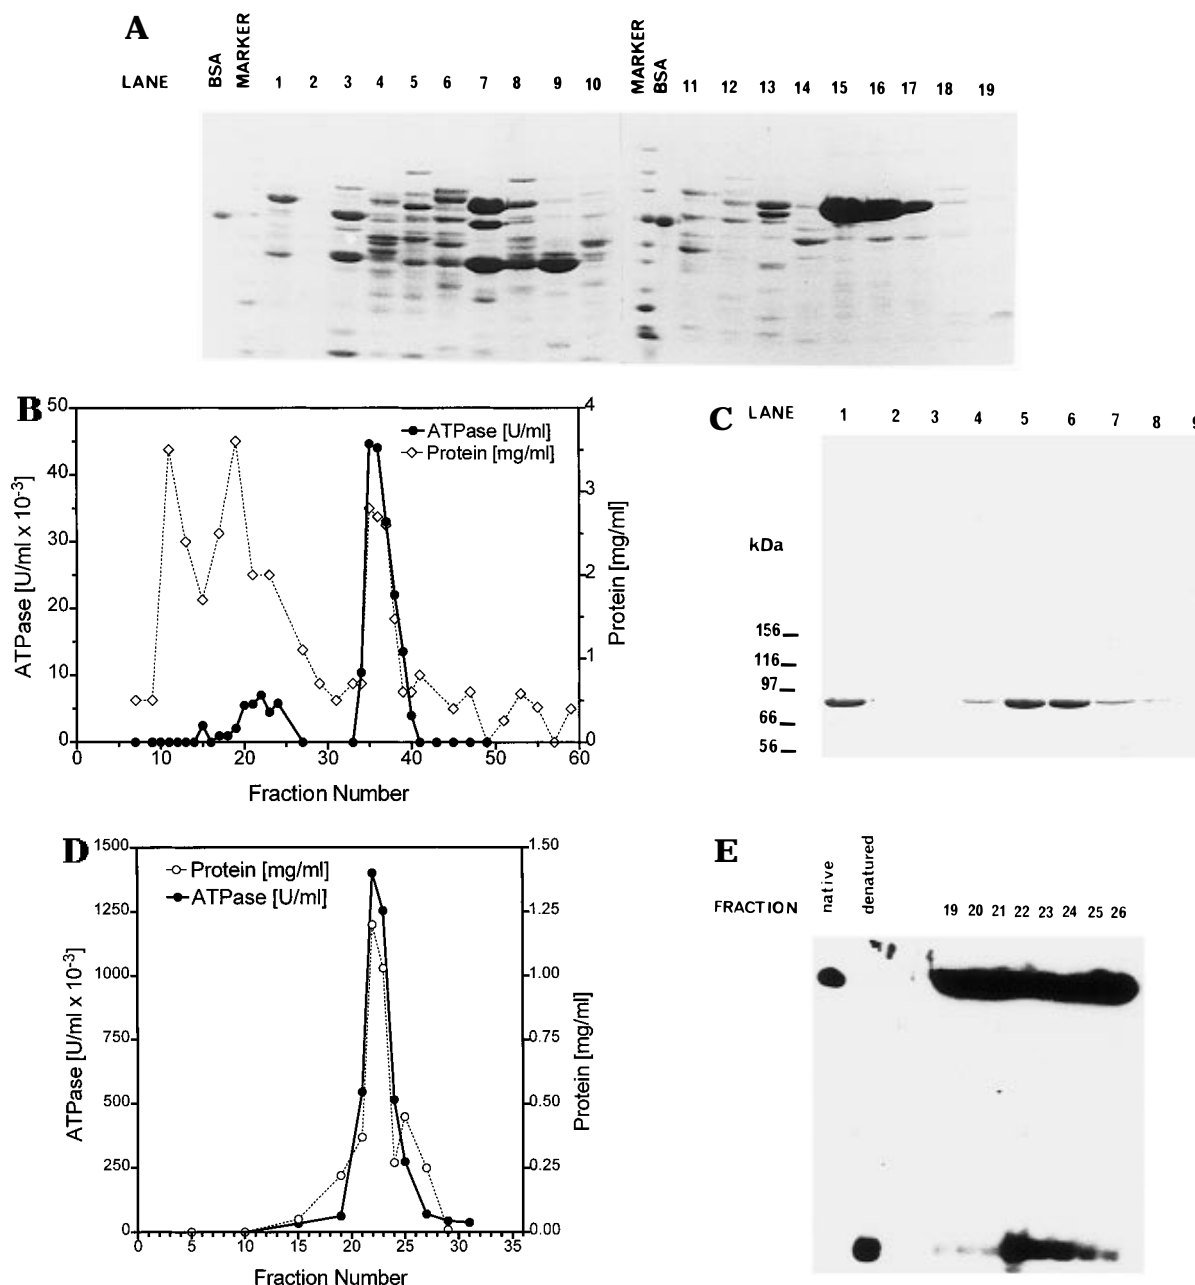 A
LANE BSA MARKER 1 2 3 4 5 6 7 8 9 10 MARKER BSA 11 12 13 14 15 16 17 18 19
B
50 4
ATPase [U/ml]
Protein [mg/ml]
40
3
30
2
20
10 1
0 0
ATPase [U/ml x 10⁻³]
Protein [mg/ml]
0 10 20 30 40 50 60
Fraction Number
C LANE 1 2 3 4 5 6 7 8 9
kDa
156
116
97
66
56
D
1500 1.50
Protein [mg/ml]
ATPase [U/ml]
1250 1.25
1000 1.00
750 0.75
500 0.50
250 0.25
0 0.00
ATPase [U/ml x 10⁻³]
Protein [mg/ml]
0 5 10 15 20 25 30 35
Fraction Number
E
native denatured
FRACTION 19 20 21 22 23 24 25 26